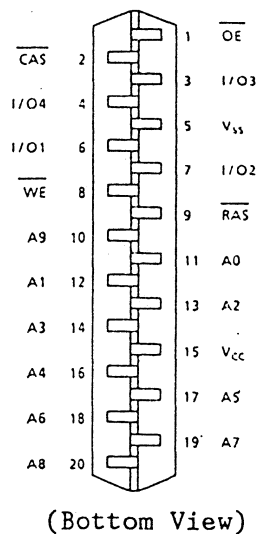 1 OE
CAS 2
3 I/O3
I/O4 4
5 Vss
I/O1 6
7 I/O2
WE 8
9 RAS
A9 10
11 A0
A1 12
13 A2
A3 14
15 VCC
A4 16
17 A5
A6 18
19 A7
A8 20
(Bottom View)